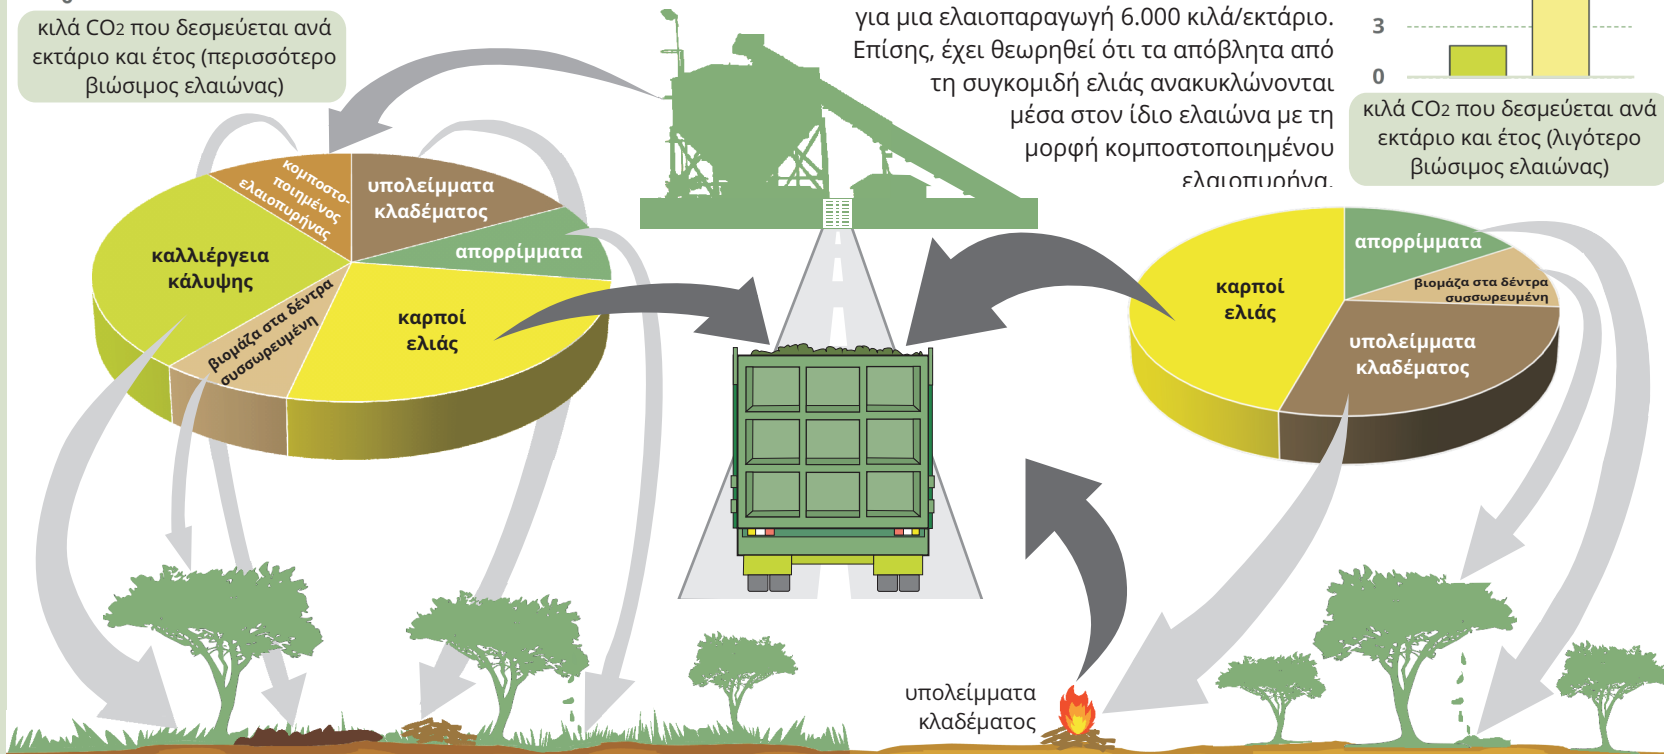 κιλά CO2 που δεσμεύεται ανά
εκτάριο και έτος (περισσότερο
βιώσιμος ελαιώνας)
για μια ελαιοπαραγωγή 6.000 κιλά/εκτάριο.
Επίσης, έχει θεωρηθεί ότι τα απόβλητα από
τη συγκομιδή ελιάς ανακυκλώνονται
μέσα στον ίδιο ελαιώνα με τη
μορφή κομποστοποιημένου
ελαιοπυρήνα.
3
0
κιλά CO2 που δεσμεύεται ανά
εκτάριο και έτος (λιγότερο
βιώσιμος ελαιώνας)
κομποστο-
ποιημένος
ελαιοπυρήνας
υπολείμματα
κλαδέματος
απορρίμματα
καλλιέργεια
κάλυψης
βιομάζα στα δέντρα
συσσωρευμένη
καρποί
ελιάς
καρποί
ελιάς
απορρίμματα
βιομάζα στα δέντρα
συσσωρευμένη
υπολείμματα
κλαδέματος
υπολείμματα
κλαδέματος